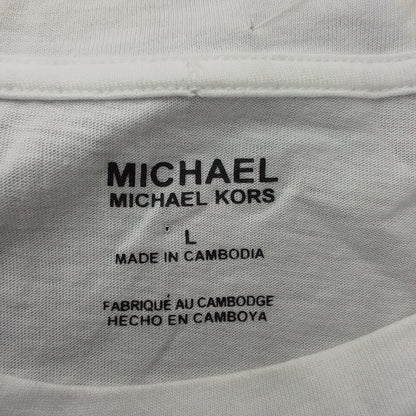 MICHAEL
MICHAEL KORS
L
MADE IN CAMBODIA
FABRIQUÉ AU CAMBODGE
HECHO EN CAMBOYA